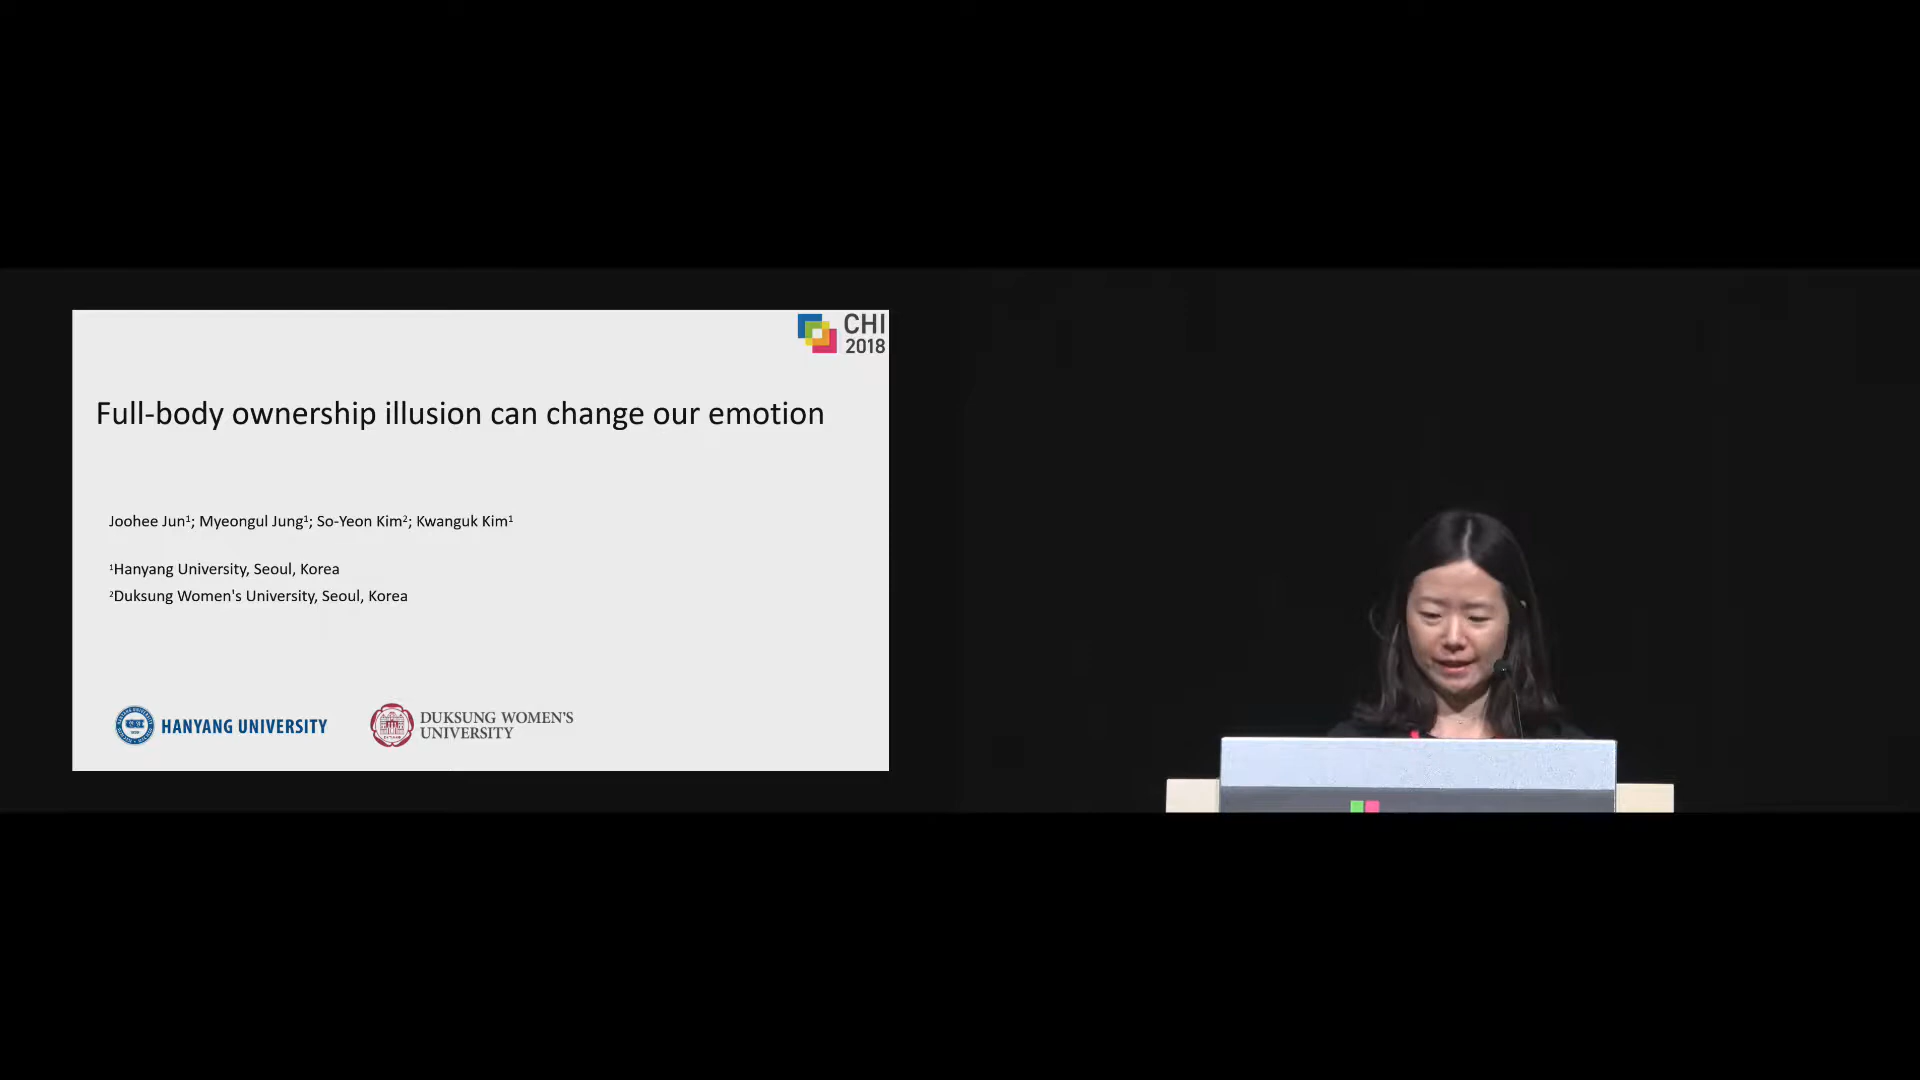 CHI
2018
Full-body ownership illusion can change our emotion
Joohee Jun¹; Myeongul Jung¹; So-Yeon Kim²; Kwanguk Kim¹
¹Hanyang University, Seoul, Korea
²Duksung Women's University, Seoul, Korea
HANYANG UNIVERSITY
DUKSUNG WOMEN'S
UNIVERSITY